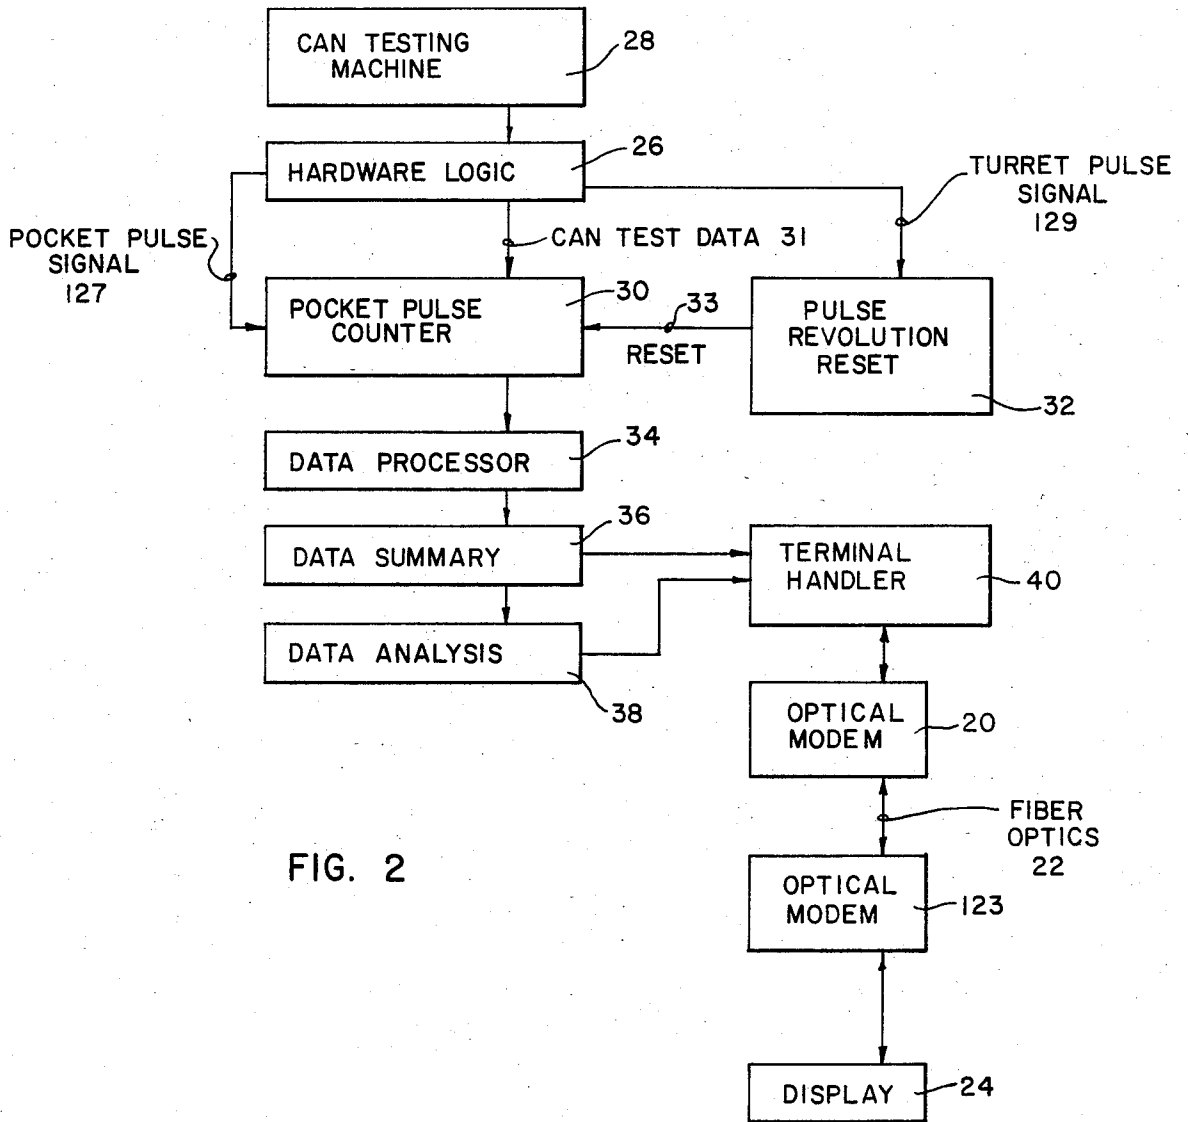 CAN TESTING
MACHINE
28
HARDWARE LOGIC
26
TURRET PULSE
SIGNAL
129
POCKET PULSE
SIGNAL
127
CAN TEST DATA 31
POCKET PULSE
COUNTER
30
33
RESET
PULSE
REVOLUTION
RESET
32
DATA PROCESSOR
34
DATA SUMMARY
36
TERMINAL
HANDLER
40
DATA ANALYSIS
38
OPTICAL
MODEM
20
FIBER
OPTICS
22
FIG. 2
OPTICAL
MODEM
123
DISPLAY
24